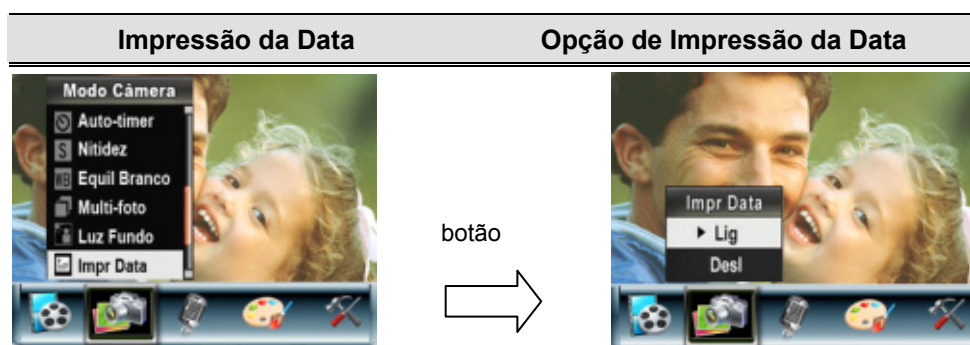 Impressão da Data
Opção de Impressão da Data
Modo Câmera
Auto-timer
S Nitidez
WB Equil Branco
Multi-foto
Luz Fundo
Impr Data
botão
Impr Data
Lig
Desl